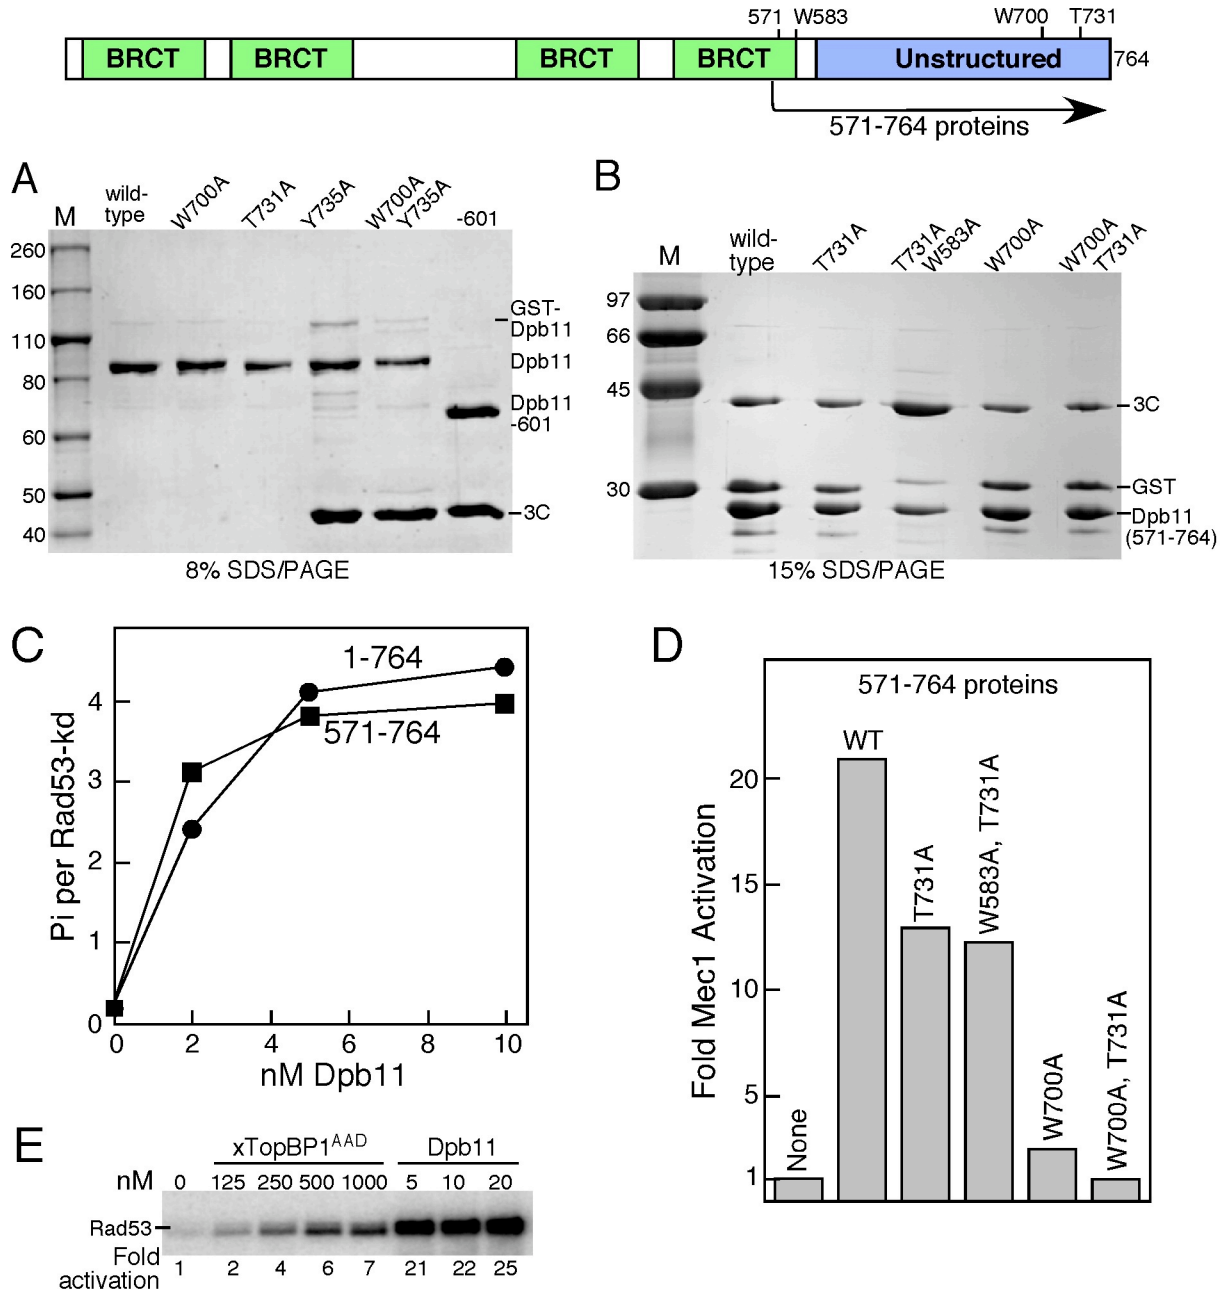 571 W583 W700 T731
BRCT BRCT BRCT BRCT Unstructured 764
571-764 proteins
A
M wild-type W700A T731A Y735A W700A Y735A -601
260
160
110
80
60
50
40
GST-Dpb11
Dpb11
Dpb11
-601
3C
8% SDS/PAGE
B
M wild-type T731A T731A W583A W700A W700A T731A
97
66
45
30
3C
GST
Dpb11
(571-764)
15% SDS/PAGE
C
1-764
571-764
Pi per Rad53-kd
4
3
2
1
0
0 2 4 6 8 10
nM Dpb11
D
571-764 proteins
Fold Mec1 Activation
20
15
10
5
1
None
WT
T731A
W583A, T731A
W700A
W700A, T731A
E
xTopBP1AAD Dpb11
nM 0 125 250 500 1000 5 10 20
Rad53
Fold
activation 1 2 4 6 7 21 22 25